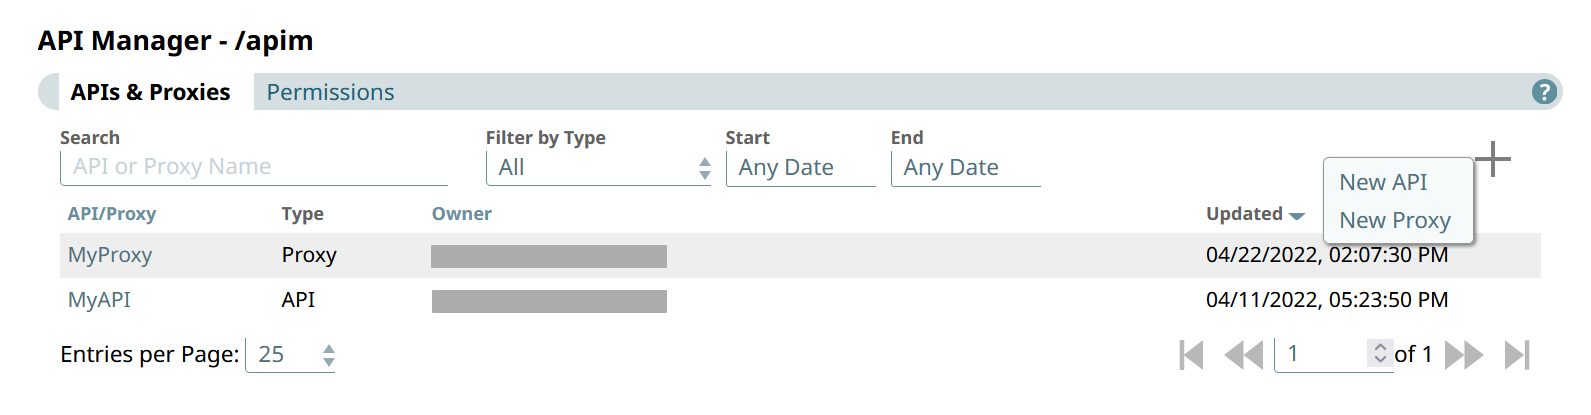 API Manager - /apim
APIs & Proxies Permissions ?
Search Filter by Type Start End
API or Proxy Name All Any Date Any Date
New API
New Proxy
API/Proxy Type Owner Updated
MyProxy Proxy 04/22/2022, 02:07:30 PM
MyAPI API 04/11/2022, 05:23:50 PM
Entries per Page: 25 1 of 1